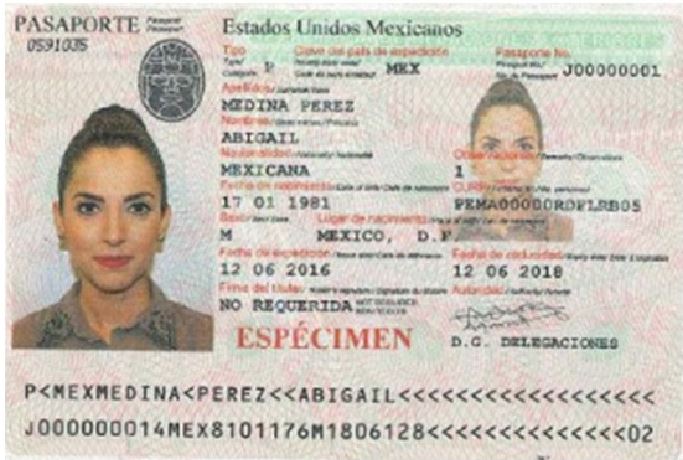 PASAPORTE
0591035
Estados Unidos Mexicanos
Tipo Clave del país de expedición Pasaporte No.
P MEX J00000001
Apellidos
MEDINA PEREZ
Nombres
ABIGAIL
Nacionalidad Observaciones
MEXICANA 1
Fecha de nacimiento CURP
17 01 1981 PEMA00000RDFLRB05
Sexo Lugar de nacimiento
M MEXICO, D.F
Fecha de expedición Fecha de caducidad
12 06 2016 12 06 2018
Firma del titular Autoridad
NO REQUERIDA
ESPÉCIMEN D.G. DELEGACIONES
P<MEXMEDINA<PEREZ<<ABIGAIL<<<<<<<<<<<<<<<<<<
J000000014MEX8101176M1806128<<<<<<<<<<<<<<02